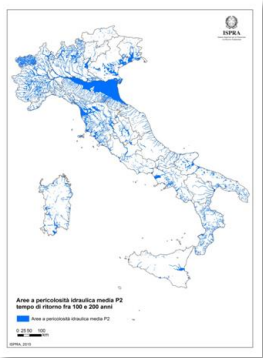 ISPRA
Aree a pericolosità idraulica media P2
tempo di ritorno fra 100 e 200 anni
Aree a pericolosità idraulica media P2
0 25 50 100
km
ISPRA, 2015